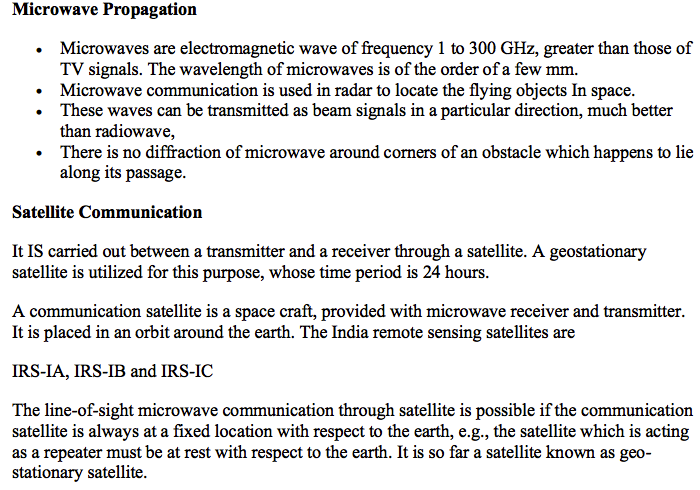 Microwave Propagation
• Microwaves are electromagnetic wave of frequency 1 to 300 GHz, greater than those of
TV signals. The wavelength of microwaves is of the order of a few mm.
• Microwave communication is used in radar to locate the flying objects In space.
• These waves can be transmitted as beam signals in a particular direction, much better
than radiowave,
• There is no diffraction of microwave around corners of an obstacle which happens to lie
along its passage.
Satellite Communication
It IS carried out between a transmitter and a receiver through a satellite. A geostationary
satellite is utilized for this purpose, whose time period is 24 hours.
A communication satellite is a space craft, provided with microwave receiver and transmitter.
It is placed in an orbit around the earth. The India remote sensing satellites are
IRS-IA, IRS-IB and IRS-IC
The line-of-sight microwave communication through satellite is possible if the communication
satellite is always at a fixed location with respect to the earth, e.g., the satellite which is acting
as a repeater must be at rest with respect to the earth. It is so far a satellite known as geo-
stationary satellite.